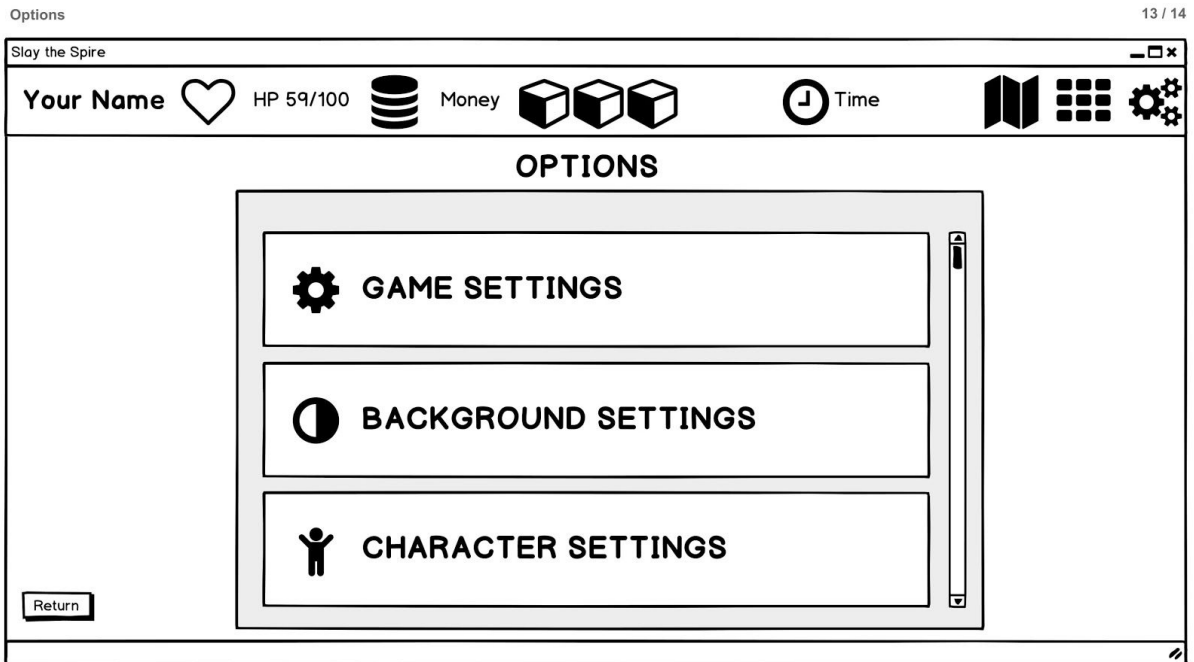 Options 13 / 14
Slay the Spire
Your Name HP 59/100 Money Time
OPTIONS
GAME SETTINGS
BACKGROUND SETTINGS
CHARACTER SETTINGS
Return